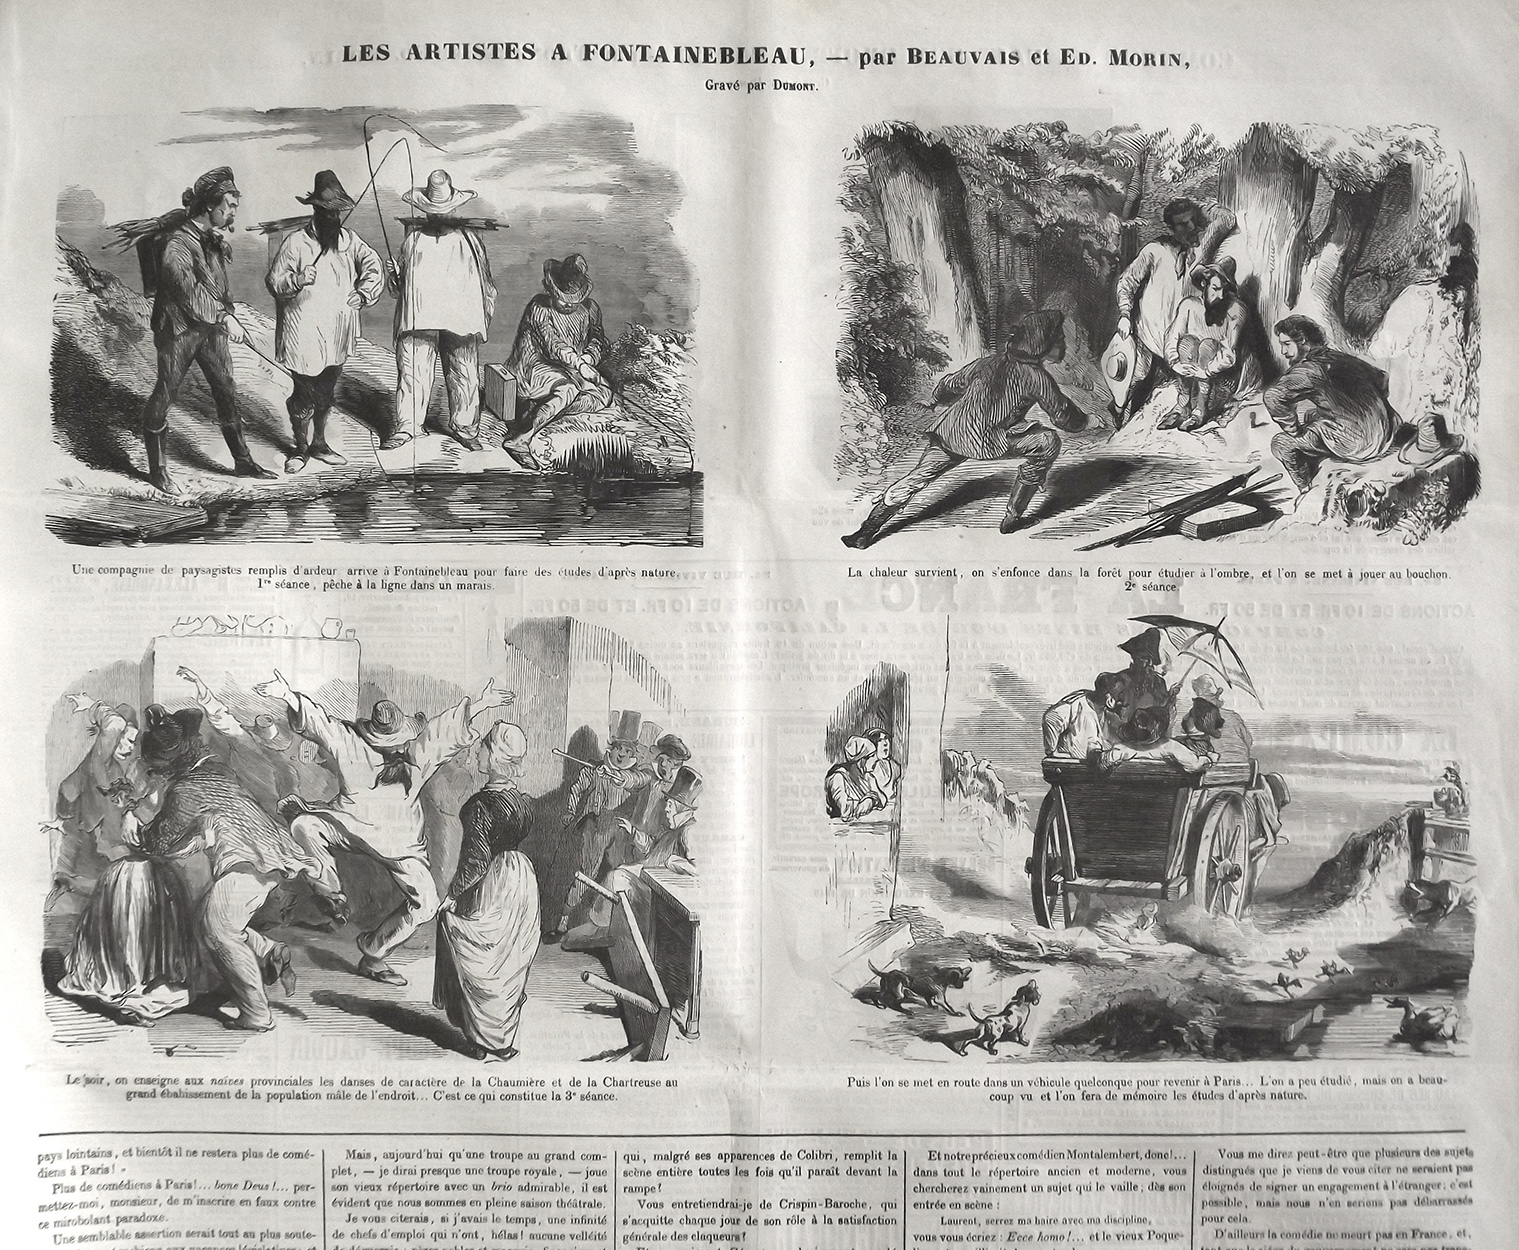 LES ARTISTES A FONTAINEBLEAU, — par BEAUVAIS et ED. MORIN,
Gravé par DUMONT.
Une compagnie de paysagistes remplis d'ardeur arrive à Fontainebleau pour faire des études d'après nature.
1re séance, pêche à la ligne dans un marais.
La chaleur survient, on s'enfonce dans la forêt pour étudier à l'ombre, et l'on se met à jouer au bouchon.
2e séance.
Le soir, on enseigne aux naïves provinciales les danses de caractère de la Chaumière et de la Chartreuse au
grand ébahissement de la population mâle de l'endroit... C'est ce qui constitue la 3e séance.
Puis l'on se met en route dans un véhicule quelconque pour revenir à Paris... L'on a peu étudié, mais on a beau-
coup vu et l'on fera de mémoire les études d'après nature.
pays lointains, et bientôt il ne restera plus de comé-
diens à Paris! »
Plus de comédiens à Paris!... bone Deus!... per-
mettez-moi, monsieur, de m'inscrire en faux contre
ce mirobolant paradoxe.
Une semblable assertion serait tout au plus soute-
Mais, aujourd'hui qu'une troupe au grand com-
plet, — je dirai presque une troupe royale, — joue
son vieux répertoire avec un brio admirable, il est
évident que nous sommes en pleine saison théâtrale.
Je vous citerais, si j'avais le temps, une infinité
de chefs d'emploi qui n'ont, hélas! aucune velléité
qui, malgré ses apparences de Colibri, remplit la
scène entière toutes les fois qu'il paraît devant la
rampe!
Vous entretiendrai-je de Crispin-Baroche, qui
s'acquitte chaque jour de son rôle à la satisfaction
générale des claqueurs!
Et notre précieux comédien Montalembert, donc!...
dans tout le répertoire ancien et moderne, vous
chercherez vainement un sujet qui le vaille; dès son
entrée en scène :
Laurent, serrez ma haire avec ma discipline,
vous vous écriez : Ecce homo!... et le vieux Poque-
Vous me direz peut-être que plusieurs des sujets
distingués que je viens de vous citer ne seraient pas
éloignés de signer un engagement à l'étranger; c'est
possible, mais nous n'en serions pas débarrassés
pour cela.
D'ailleurs la comédie ne meurt pas en France, et,